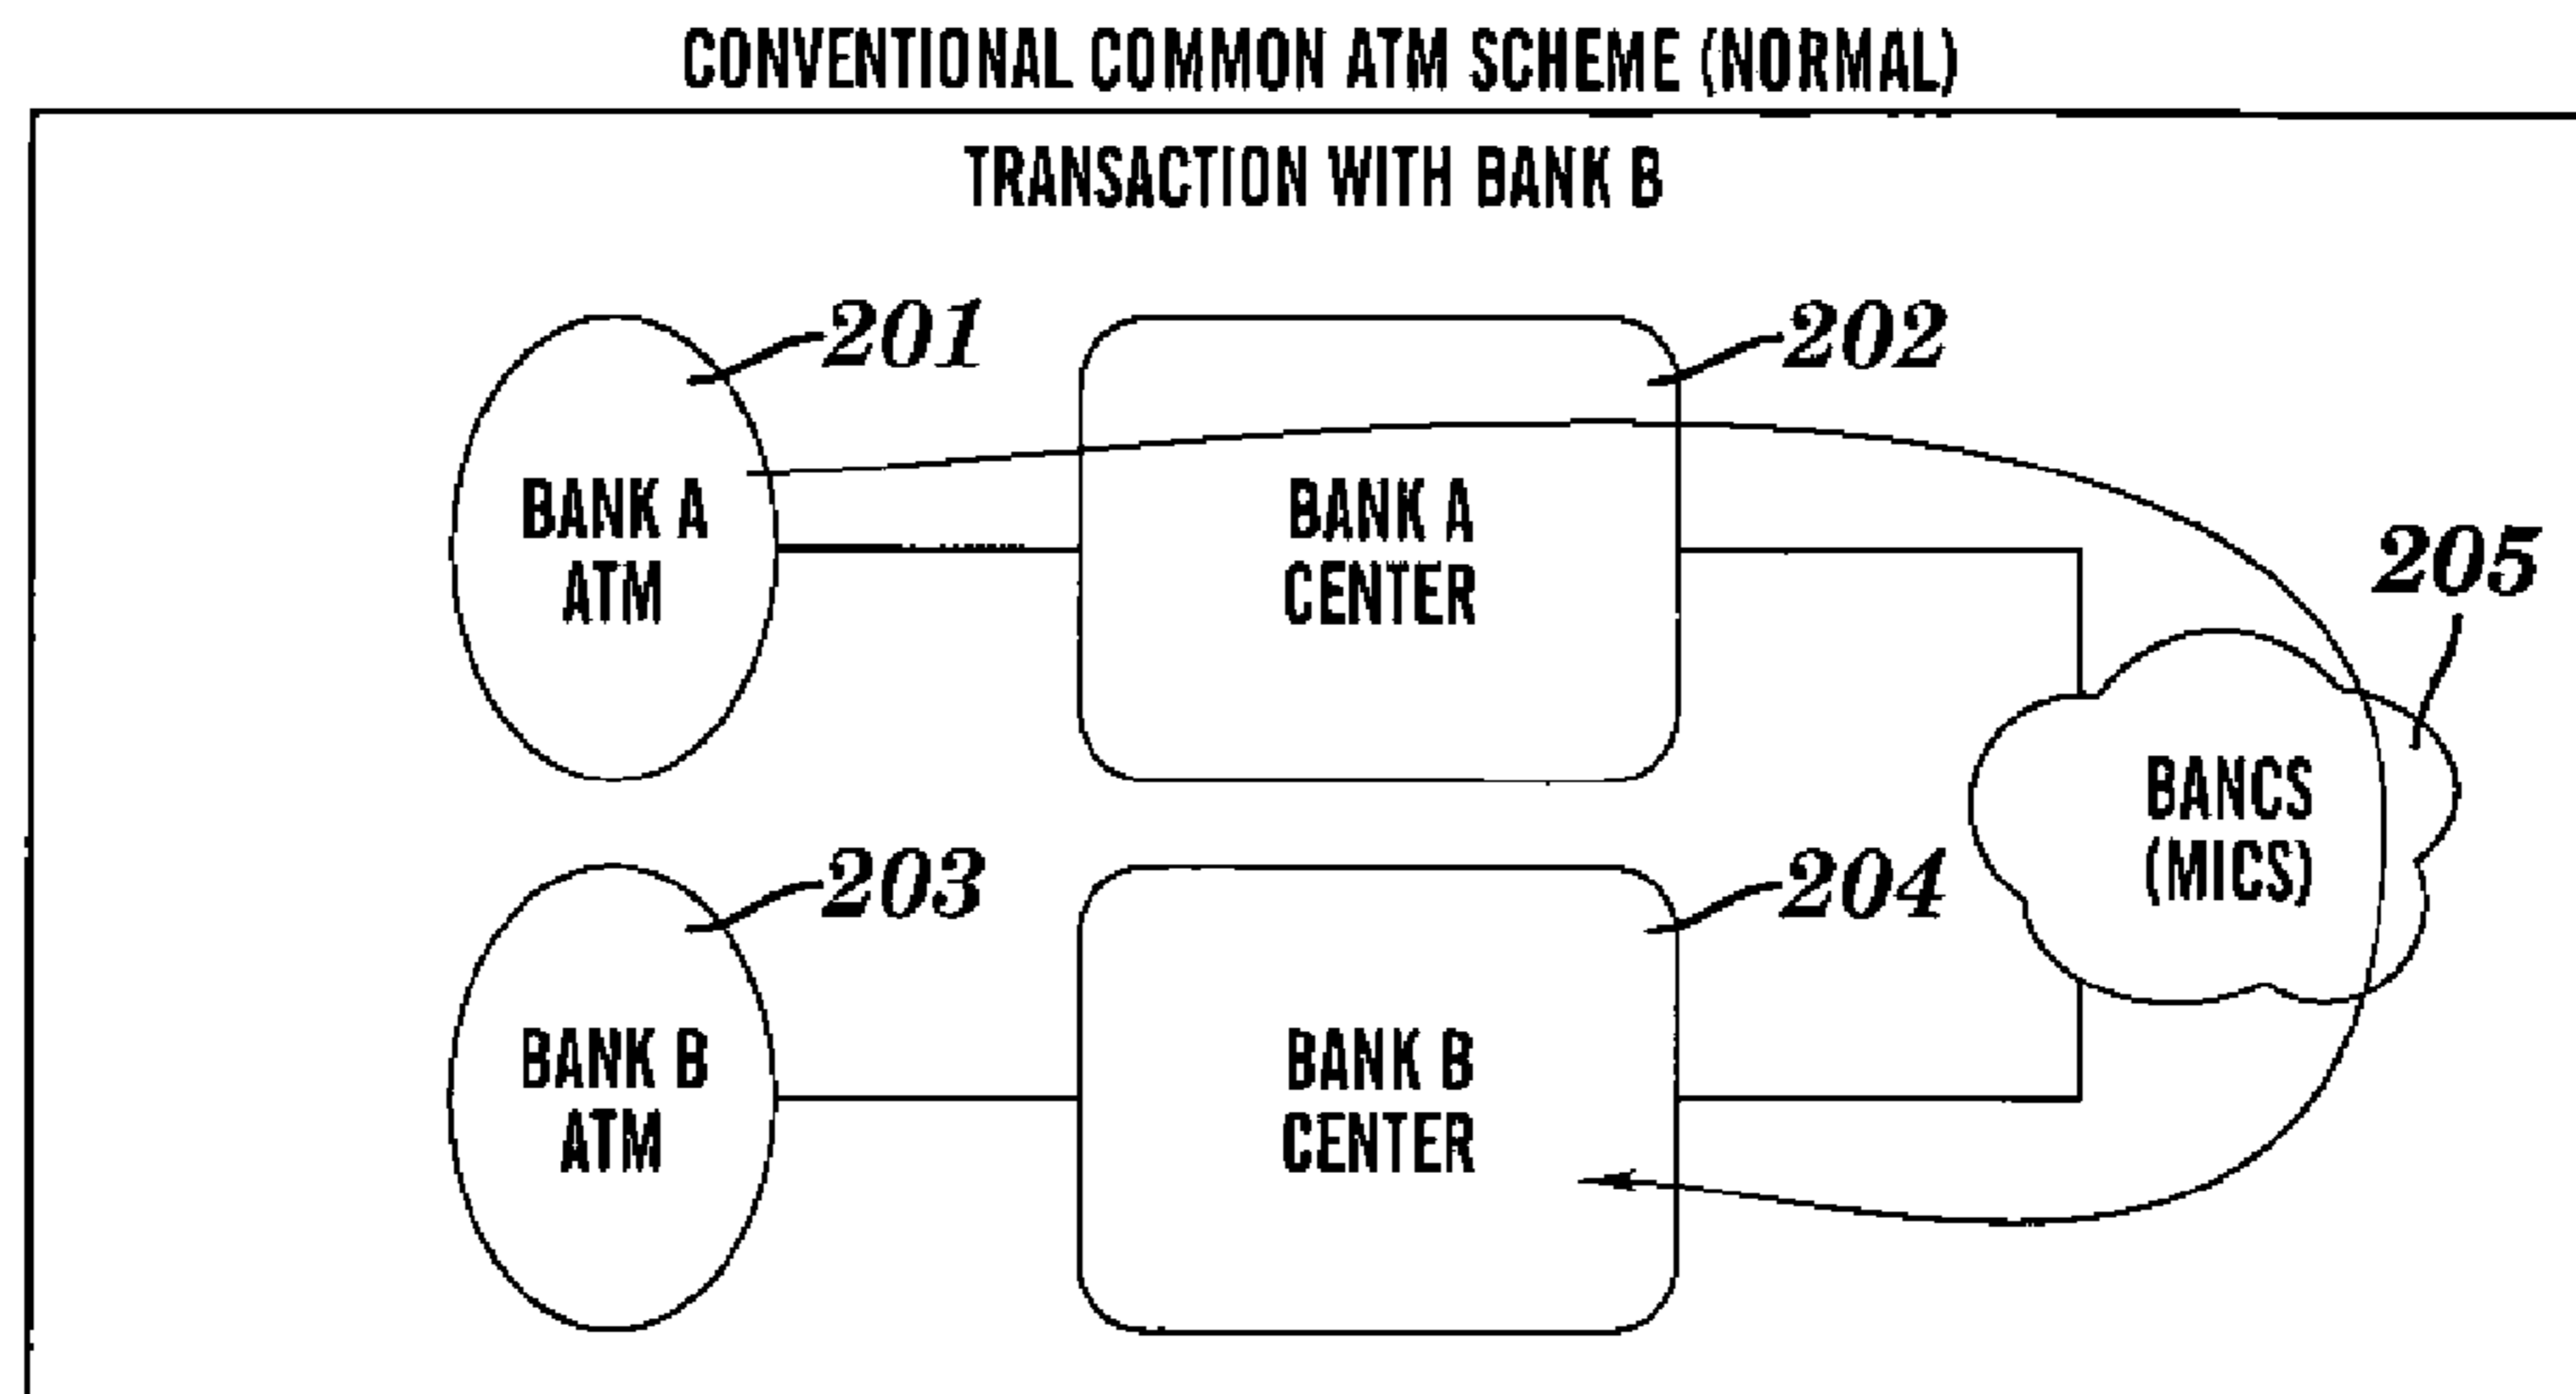 CONVENTIONAL COMMON ATM SCHEME (NORMAL)
TRANSACTION WITH BANK B
201
202
BANK A
ATM
BANK A
CENTER
205
BANCS
(MICS)
203
204
BANK B
ATM
BANK B
CENTER